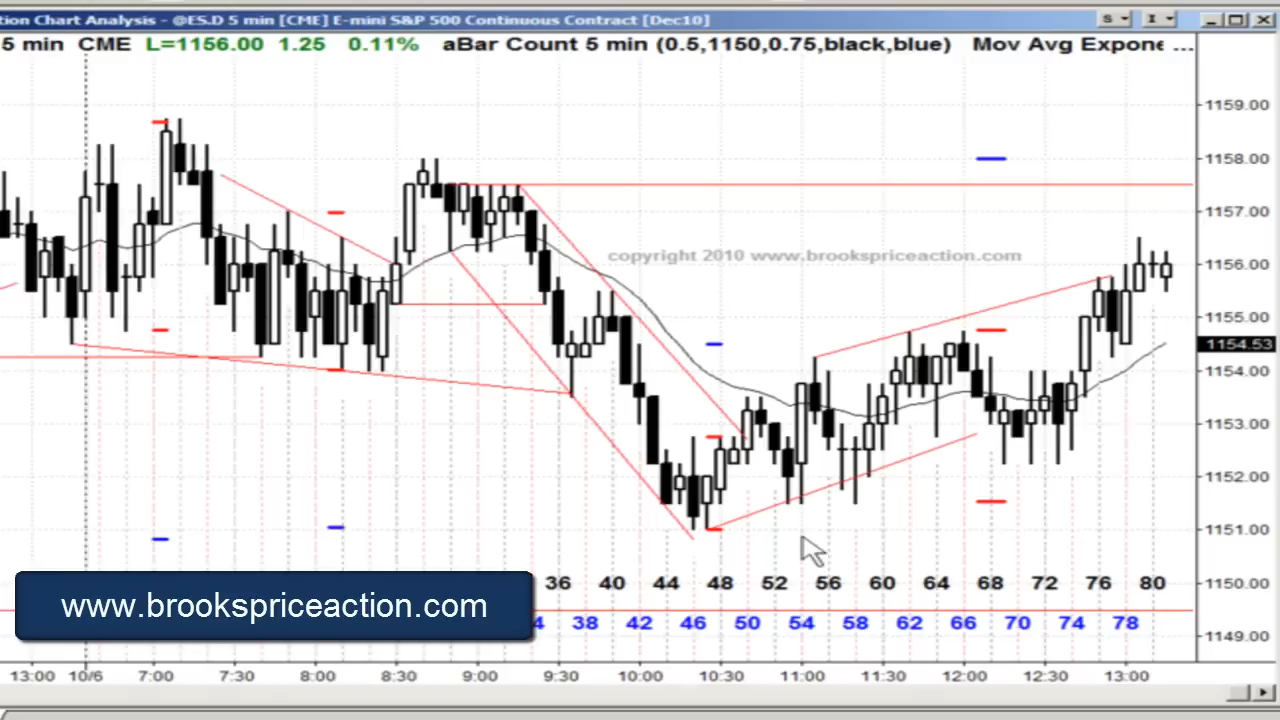 tion Chart Analysis - @ES.D 5 min [CME] E-mini S&P 500 Continuous Contract [Dec10]
S I
5 min CME L=1156.00 1.25 0.11% aBar Count 5 min (0.5,1150,0.75,black,blue) Mov Avg Expone ...
1159.00
1158.00
1157.00
copyright 2010 www.brookspriceaction.com
1156.00
1155.00
1154.53
1154.00
1153.00
1152.00
1151.00
36 40 44 48 52 56 60 64 68 72 76 80
1150.00
www.brookspriceaction.com
4 38 42 46 50 54 58 62 66 70 74 78
1149.00
13:00 10/6 7:00 7:30 8:00 8:30 9:00 9:30 10:00 10:30 11:00 11:30 12:00 12:30 13:00